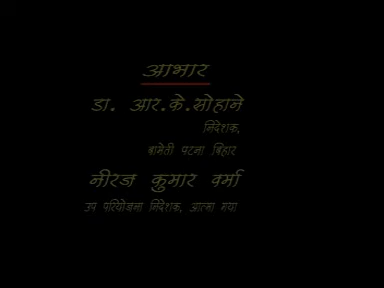 आभार
डा. आर.के.सोहाने
निदेशक,
बामेती पटना बिहार
नीरज कुमार वर्मा
उप परियोजना निदेशक, आत्मा गया